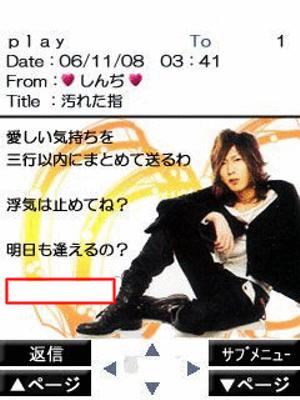 play To 1
Date：06/11/08 03：41
From：💗しんぢ💗
Title ：汚れた指
愛しい気持ちを
三行以内にまとめて送るわ
浮気は止めてね？
明日も逢えるの？
返信 サブメニュー
▲ページ ▼ページ